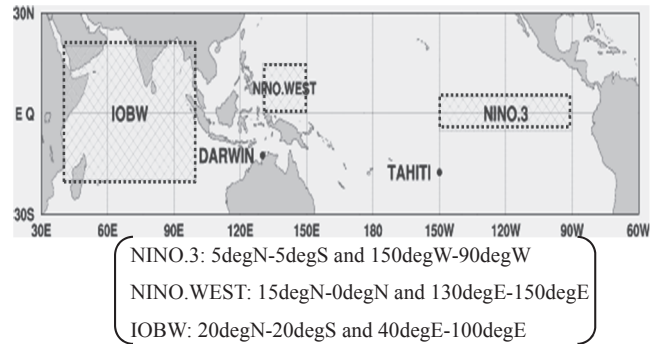 30N
NINO.WEST
EQ
IOBW
NINO.3
DARWIN
TAHITI
30S
30E 60E 90E 120E 150E 180 150W 120W 90W 60W
NINO.3: 5degN-5degS and 150degW-90degW
NINO.WEST: 15degN-0degN and 130degE-150degE
IOBW: 20degN-20degS and 40degE-100degE